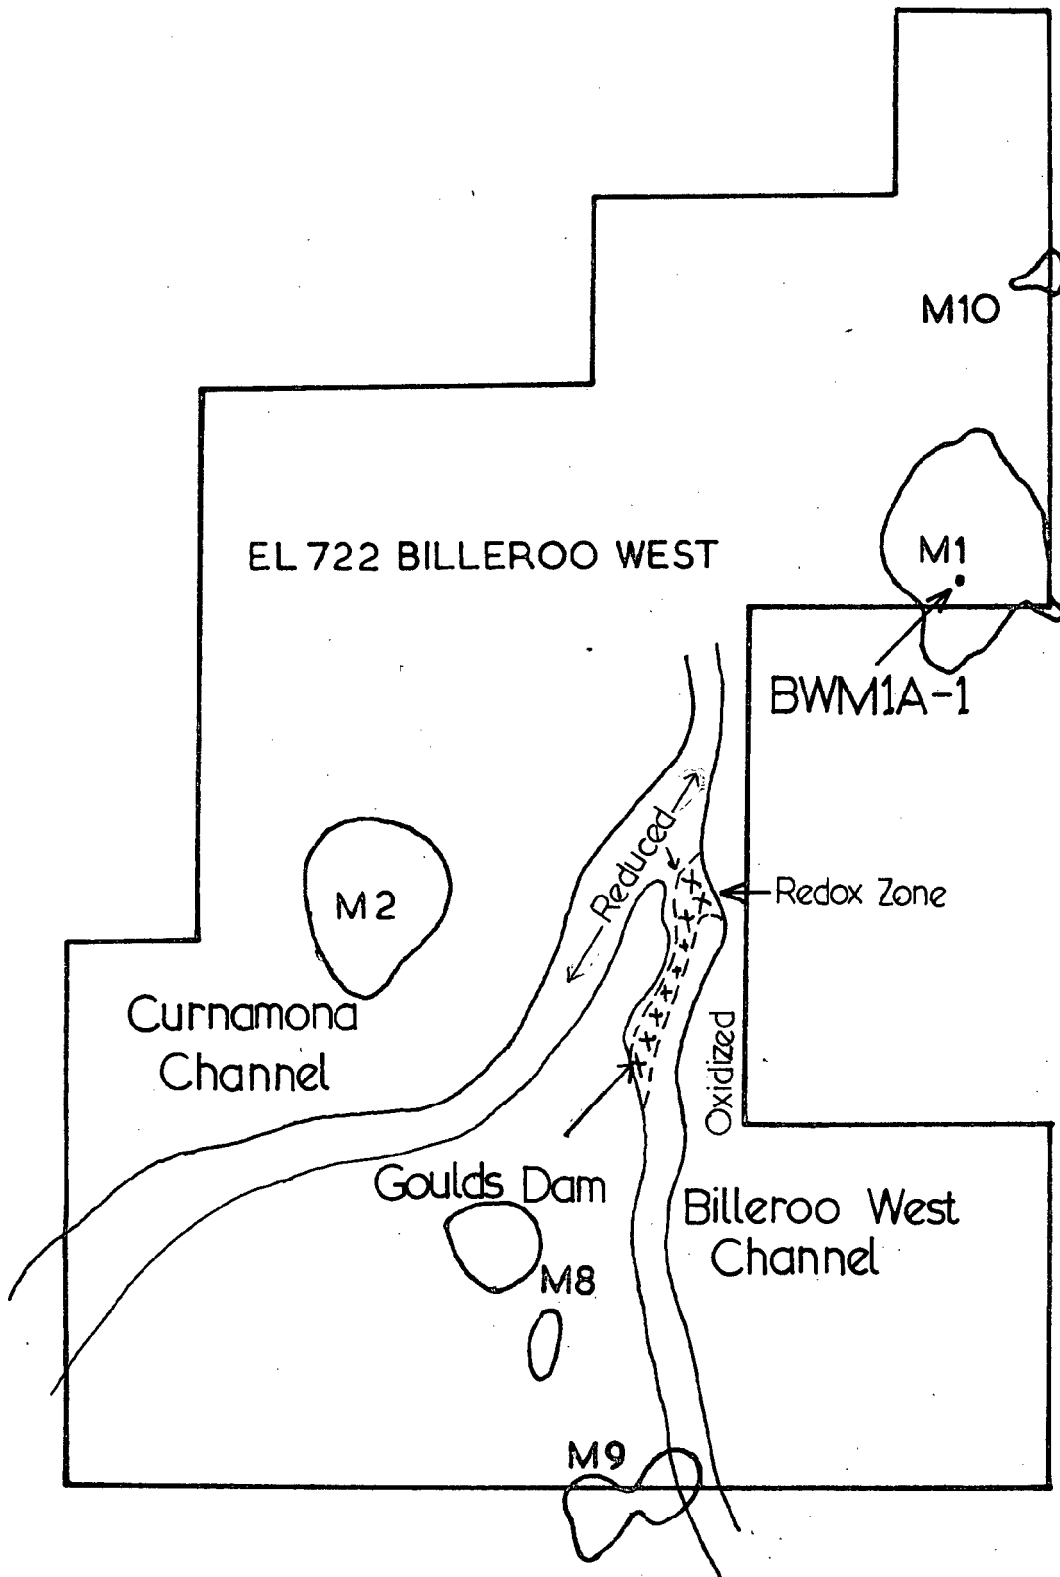 M10
EL 722 BILLEROO WEST
M1
BWM1A-1
Reduced
Redox Zone
M2
Curnamona
Channel
Oxidized
Goulds Dam
Billeroo West
Channel
M8
M9